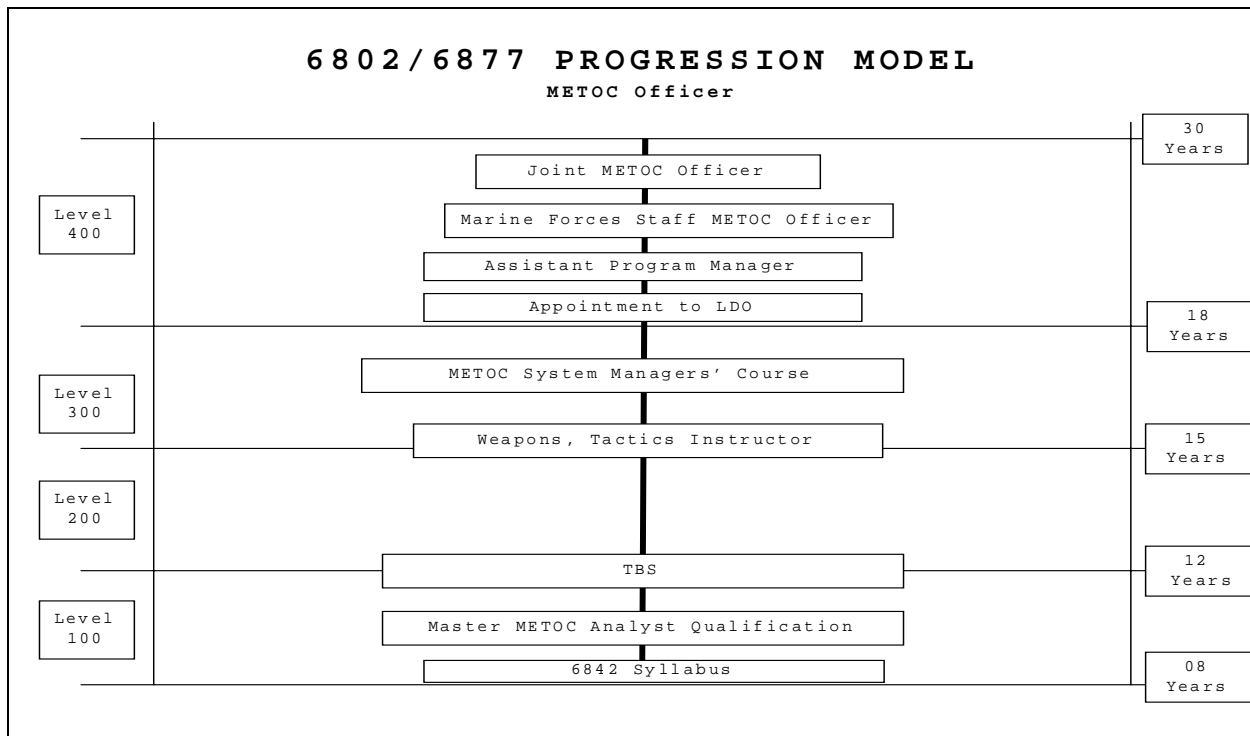 6802/6877 PROGRESSION MODEL
METOC Officer
30
Years
Joint METOC Officer
Level
400
Marine Forces Staff METOC Officer
Assistant Program Manager
Appointment to LDO
18
Years
METOC System Managers’ Course
Level
300
Weapons, Tactics Instructor
15
Years
Level
200
TBS
12
Years
Level
100
Master METOC Analyst Qualification
6842 Syllabus
08
Years